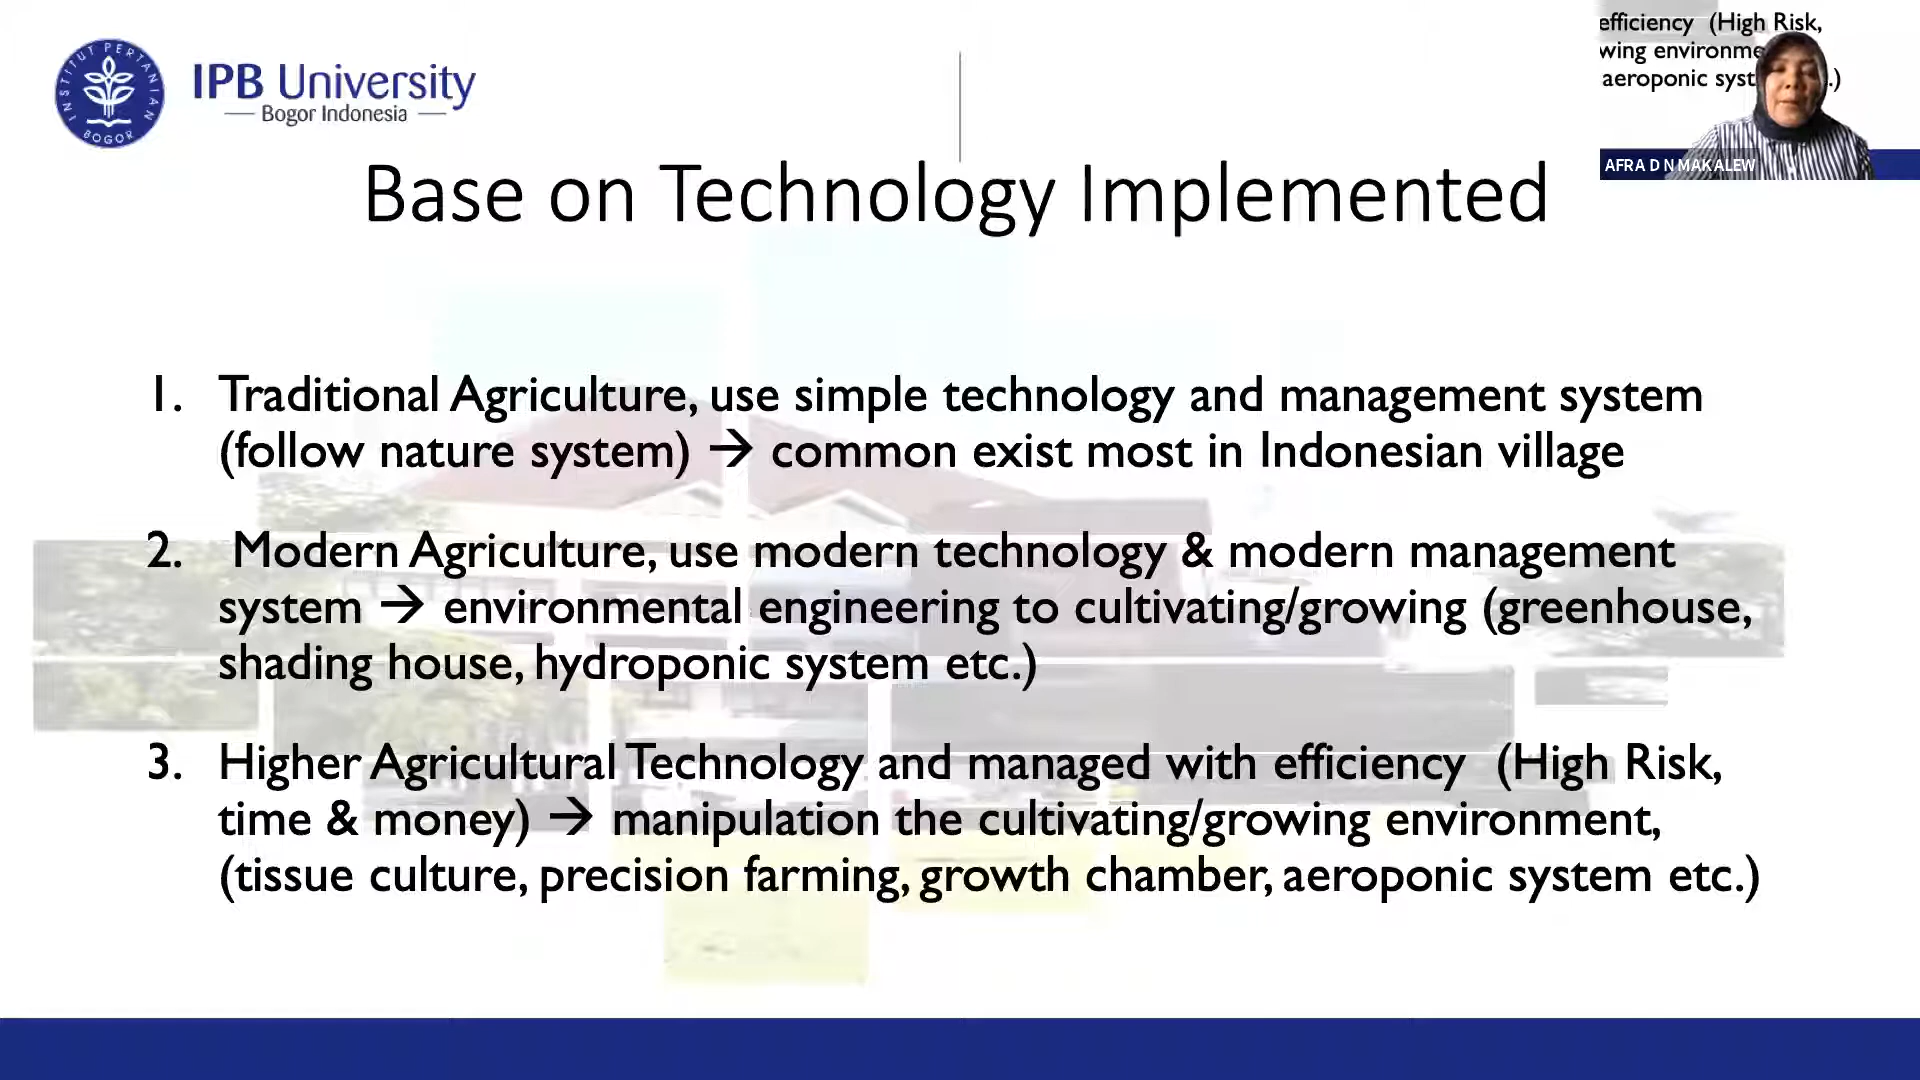 INSTITUT PERTANIAN
BOGOR
IPB University
Bogor Indonesia
efficiency (High Risk,
wing environme
aeroponic syst .)
AFRA D N MAKALEW
Base on Technology Implemented
1. Traditional Agriculture, use simple technology and management system
(follow nature system) → common exist most in Indonesian village
2. Modern Agriculture, use modern technology & modern management
system → environmental engineering to cultivating/growing (greenhouse,
shading house, hydroponic system etc.)
3. Higher Agricultural Technology and managed with efficiency (High Risk,
time & money) → manipulation the cultivating/growing environment,
(tissue culture, precision farming, growth chamber, aeroponic system etc.)